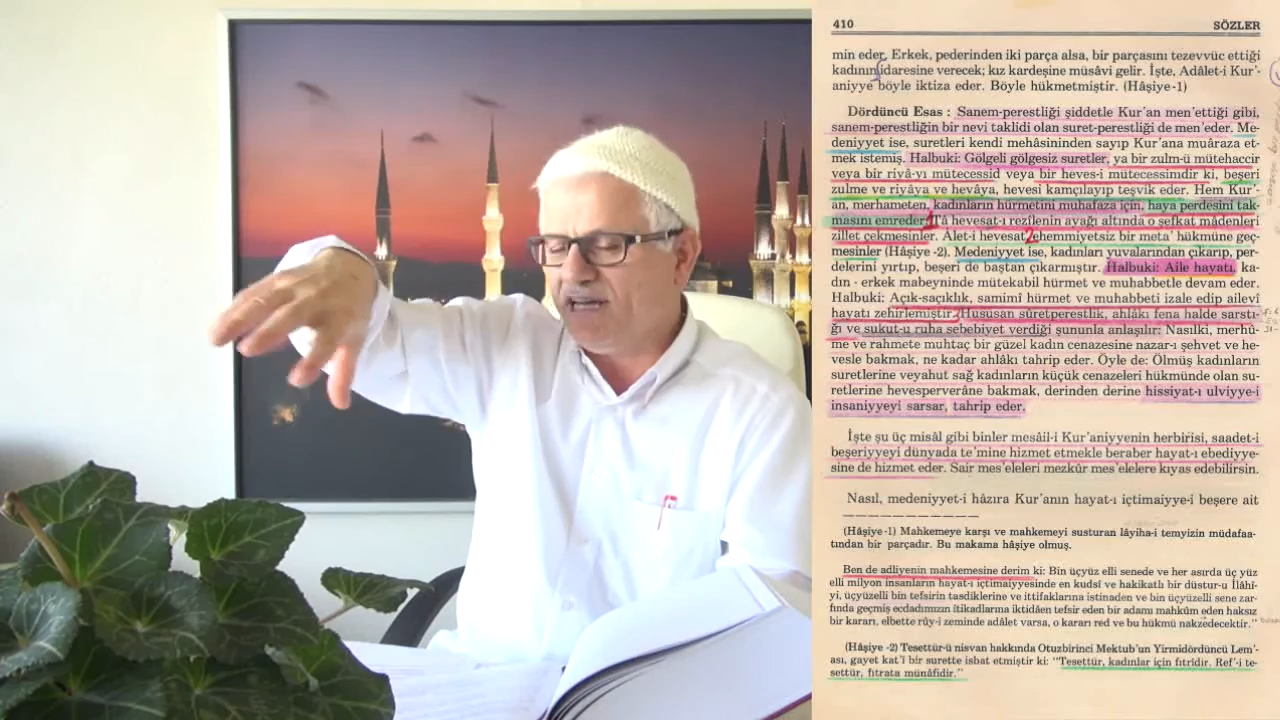 410
SÖZLER
min eder. Erkek, pederinden iki parça alsa, bir parçasını tezevvüc ettiği
kadının idaresine verecek; kız kardeşine müsâvi gelir. İşte, Adâlet-i Kur'-
aniyye böyle iktiza eder. Böyle hükmetmiştir. (Hâşiye-1)
Dördüncü Esas : Sanem-perestliği şiddetle Kur'an men'ettiği gibi,
sanem-perestliğin bir nevi taklidi olan suret-perestliği de men'eder. Me-
deniyyet ise, suretleri kendi mehâsininden sayıp Kur'ana muâraza et-
mek istemiş. Halbuki: Gölgeli gölgesiz suretler, ya bir zulm-ü mütehaccir
veya bir riyâ-yı mütecessid veya bir heves-i mütecessimdir ki, beşeri
zulme ve riyâya ve hevâya, hevesi kamçılayıp teşvik eder. Hem Kur'-
an, merhameten, kadınların hürmetini muhafaza için, haya perdesini tak-
masını emreder. 1 Tâ hevesat-ı rezîlenin ayağı altında o şefkat mâdenleri
zillet çekmesinler. Âlet-i hevesat 2 ehemmiyetsiz bir meta' hükmüne geç-
mesinler (Hâşiye -2). Medeniyyet ise, kadınları yuvalarından çıkarıp, per-
delerini yırtıp, beşeri de baştan çıkarmıştır. Halbuki: Aile hayatı, ka-
dın - erkek mabeyninde mütekabil hürmet ve muhabbetle devam eder.
Halbuki: Açık-saçıklık, samimî hürmet ve muhabbeti izale edip ailevî
hayatı zehirlemiştir. 3 Hususan sûretperestlik, ahlâkı fena halde sarstı-
ğı ve sukut-u ruha sebebiyet verdiği şununla anlaşılır: Nasılki, merhû-
me ve rahmete muhtaç bir güzel kadın cenazesine nazar-ı şehvet ve he-
vesle bakmak, ne kadar ahlâkı tahrip eder. Öyle de: Ölmüş kadınların
suretlerine veyahut sağ kadınların küçük cenazeleri hükmünde olan su-
retlerine hevesperverâne bakmak, derinden derine hissiyat-ı ulviyye-i
insaniyyeyi sarsar, tahrip eder.
İşte şu üç misâl gibi binler mesâil-i Kur'aniyyenin herbirisi, saadet-i
beşeriyyeyi dünyada te'mine hizmet etmekle beraber hayat-ı ebediyye-
sine de hizmet eder. Sair mes'eleleri mezkûr mes'elelere kıyas edebilirsin.
Nasıl, medeniyyet-i hâzıra Kur'anın hayat-ı içtimaiyye-i beşere ait
(Hâşiye-1) Mahkemeye karşı ve mahkemeyi susturan lâyiha-i temyizin müdafaa-
tından bir parçadır. Bu makama hâşiye olmuş.
Ben de adliyenin mahkemesine derim ki: Bin üçyüz elli senede ve her asırda üç yüz
elli milyon insanların hayat-ı içtimaiyyesinde en kudsî ve hakikatlı bir düstur-u İlâhî-
yi, üçyüzelli bin tefsirin tasdiklerine ve ittifaklarına istinaden ve bin üçyüzelli sene zar-
fında geçmiş ecdadımızın îtikadlarına iktidâen tefsir eden bir adamı mahkûm eden haksız
bir kararı, elbette rûy-i zeminde adâlet varsa, o kararı red ve bu hükmü nakzedecektir."
(Hâşiye -2) Tesettür-ü nisvan hakkında Otuzbirinci Mektub'un Yirmidördüncü Lem'-
ası, gayet kat'î bir surette isbat etmiştir ki: "Tesettür, kadınlar için fıtrîdir. Ref'-i te-
settür, fıtrata münâfidir."